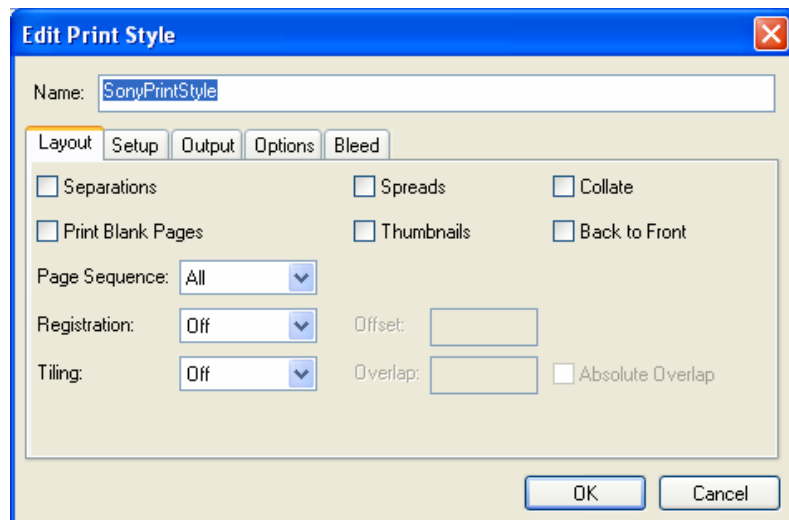 Edit Print Style
Name: SonyPrintStyle
Layout Setup Output Options Bleed
Separations Spreads Collate
Print Blank Pages Thumbnails Back to Front
Page Sequence: All
Registration: Off Offset:
Tiling: Off Overlap: Absolute Overlap
OK Cancel